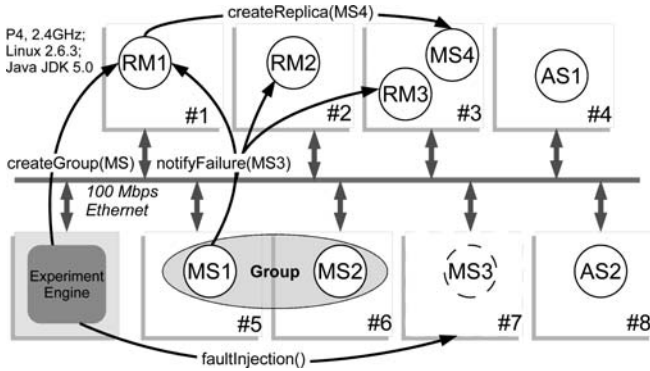 createReplica(MS4)
P4, 2.4GHz;
Linux 2.6.3;
Java JDK 5.0
RM1
#1
RM2
#2
MS4
RM3
#3
AS1
#4
createGroup(MS)
notifyFailure(MS3)
100 Mbps
Ethernet
Experiment
Engine
MS1
Group
MS2
#5
#6
MS3
#7
AS2
#8
faultInjection()